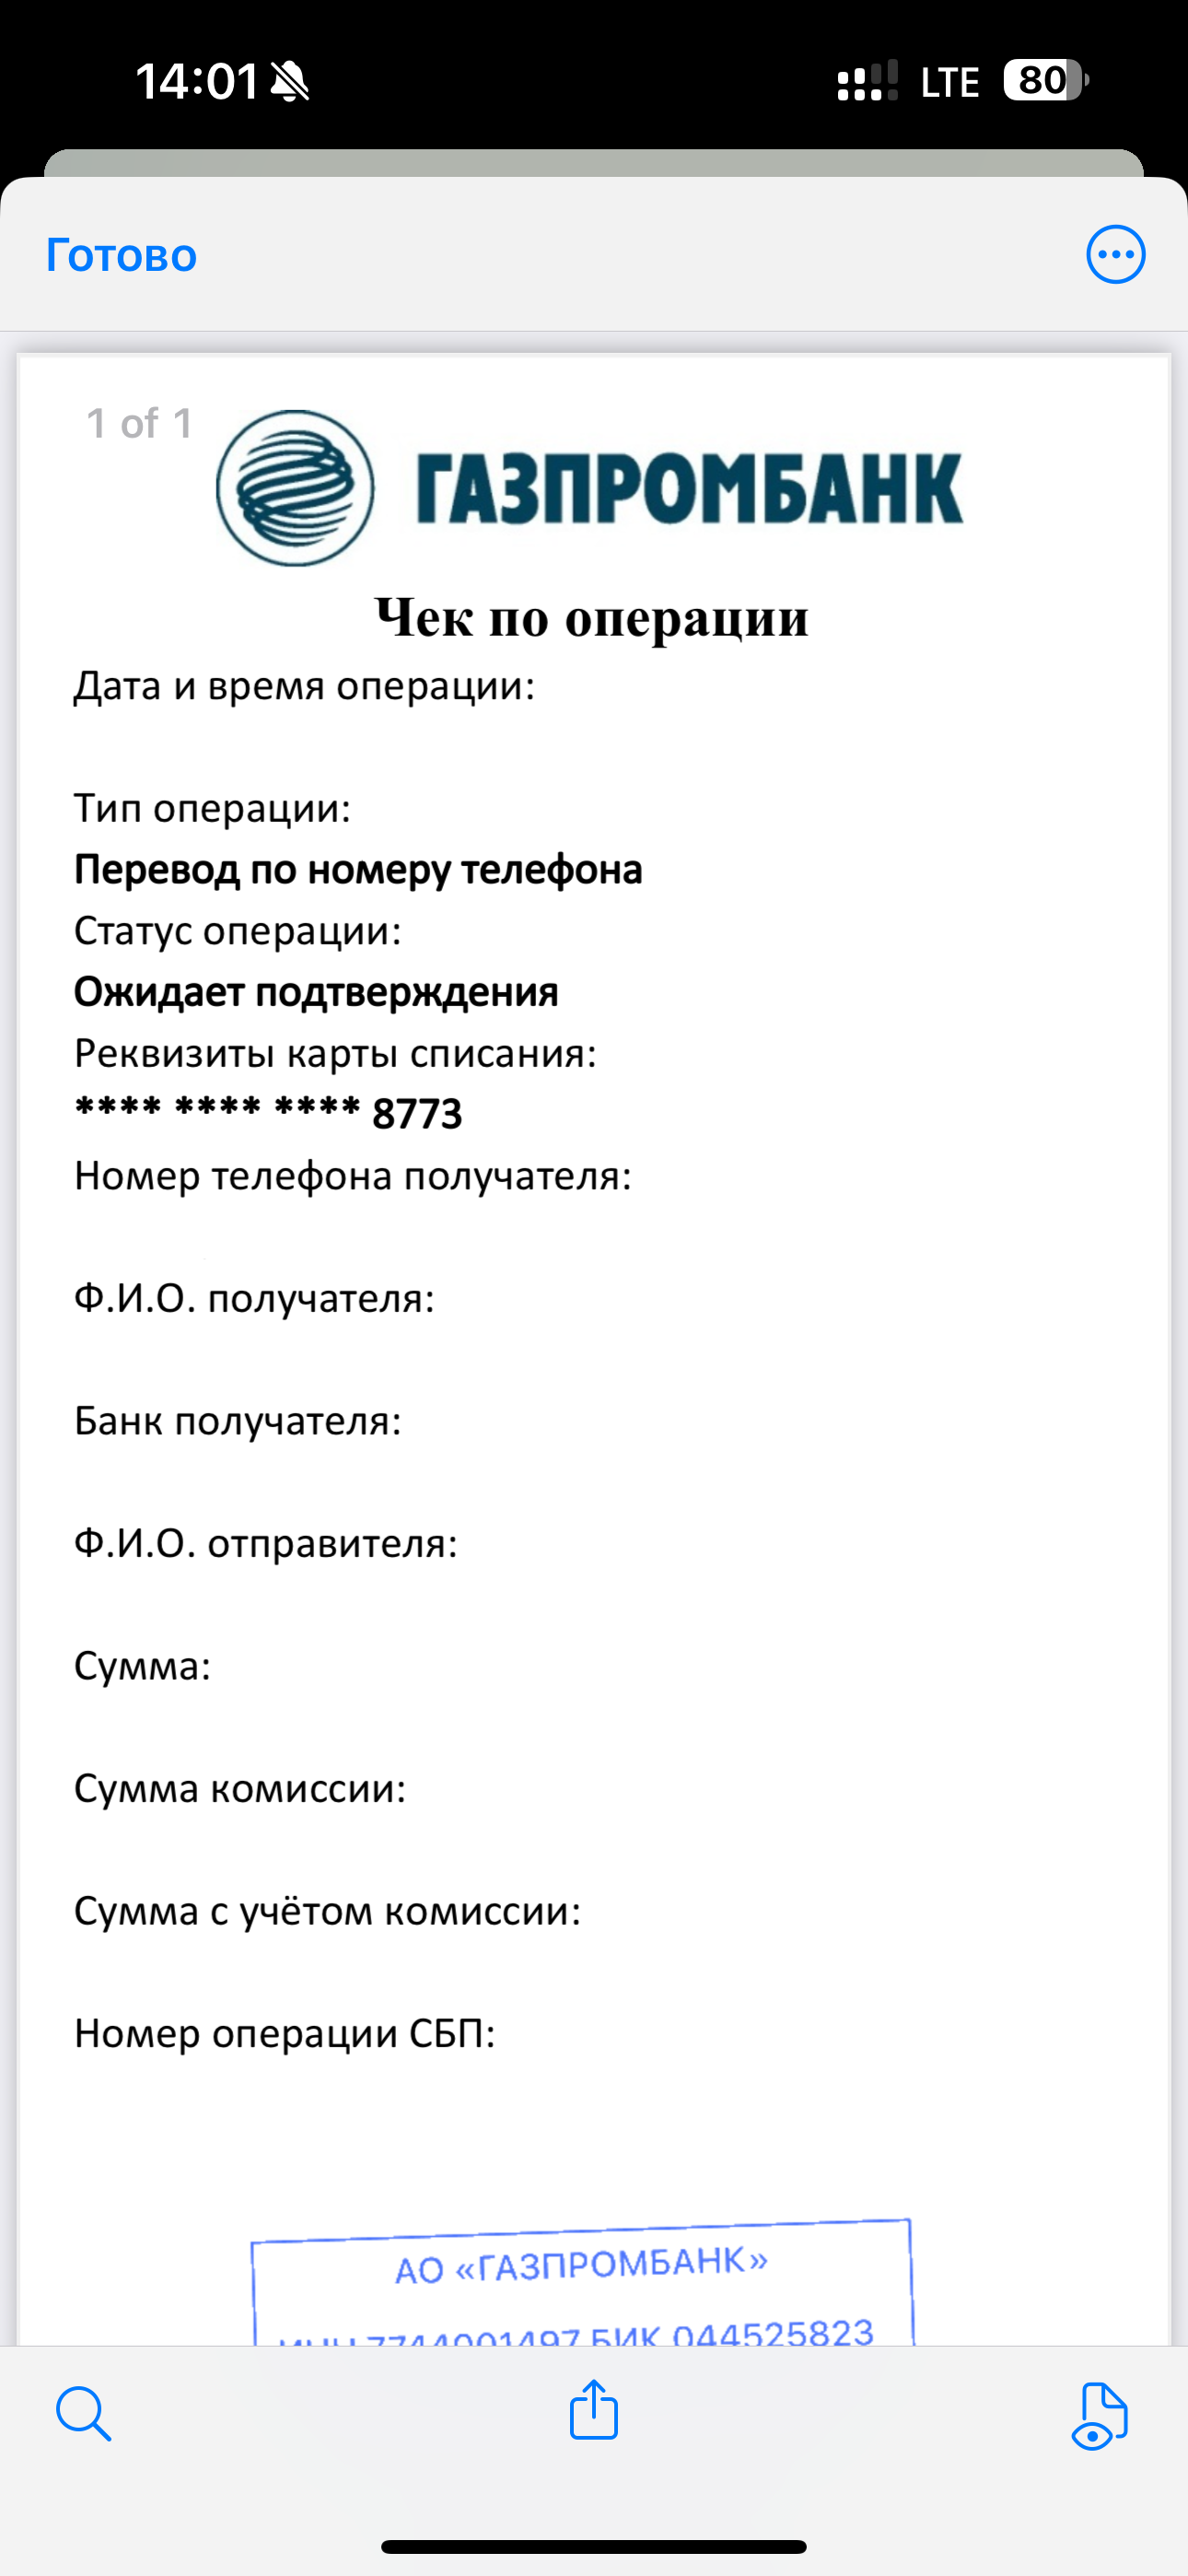 14:01
LTE
80
Готово
1 of 1
ГАЗПРОМБАНК
Чек по операции
Дата и время операции:
Тип операции:
Перевод по номеру телефона
Статус операции:
Ожидает подтверждения
Реквизиты карты списания:
**** **** **** 8773
Номер телефона получателя:
Ф.И.О. получателя:
Банк получателя:
Ф.И.О. отправителя:
Сумма:
Сумма комиссии:
Сумма с учётом комиссии:
Номер операции СБП:
АО «ГАЗПРОМБАНК»
ИНН 7744001497 БИК 044525823